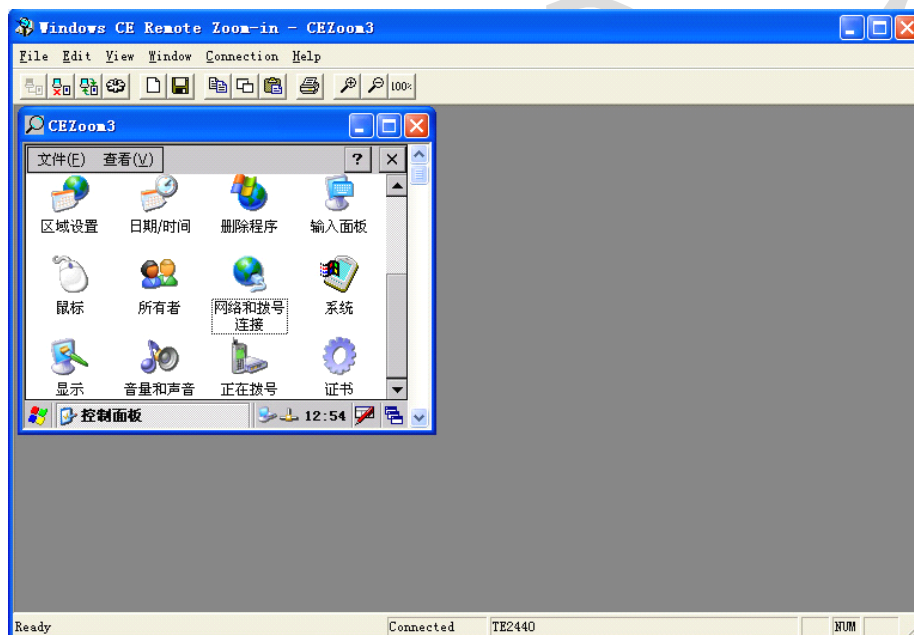 Windows CE Remote Zoom-in - CEZoom3
File Edit View Window Connection Help
100%
CEZoom3
文件(F) 查看(V) ? ×
区域设置 日期/时间 删除程序 输入面板
鼠标 所有者 网络和拨号 系统
连接
显示 音量和声音 正在拨号 证书
控制面板 12:54
Ready Connected TE2440 NUM